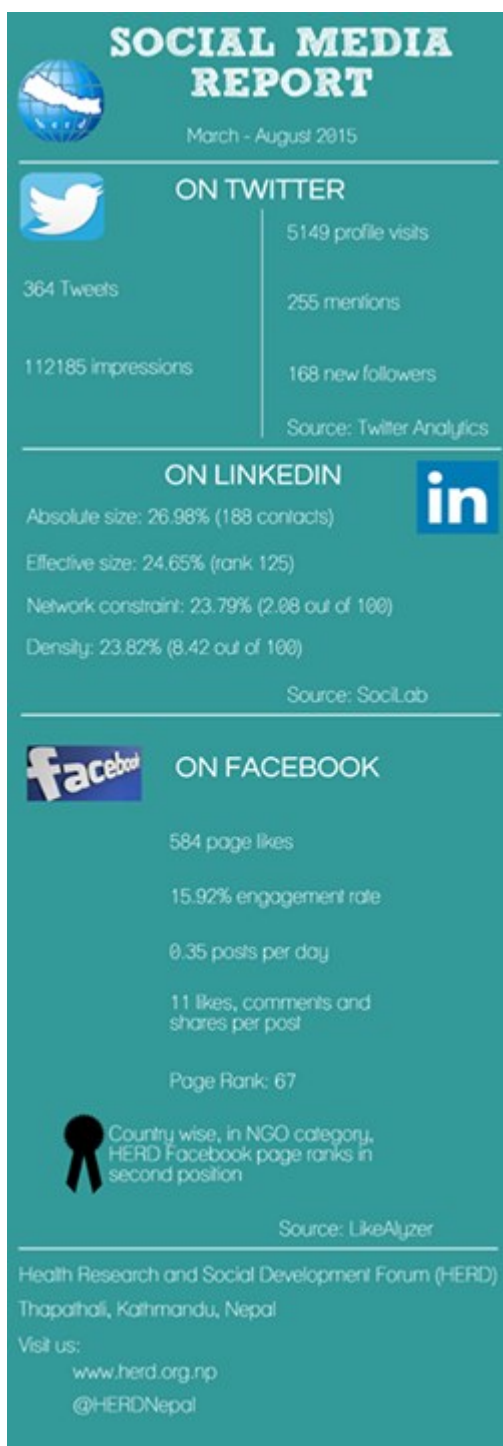 SOCIAL MEDIA
REPORT
herd
March - August 2015
ON TWITTER
364 Tweets
112185 impressions
5149 profile visits
255 mentions
168 new followers
Source: Twitter Analytics
ON LINKEDIN
in
Absolute size: 26.98% (188 contacts)
Effective size: 24.65% (rank 125)
Network constraint: 23.79% (2.08 out of 100)
Density: 23.82% (8.42 out of 100)
Source: SociLab
facebook
ON FACEBOOK
584 page likes
15.92% engagement rate
0.35 posts per day
11 likes, comments and
shares per post
Page Rank: 67
Country wise, in NGO category,
HERD Facebook page ranks in
second position
Source: LikeAlyzer
Health Research and Social Development Forum (HERD)
Thapathali, Kathmandu, Nepal
Visit us:
www.herd.org.np
@HERDNepal